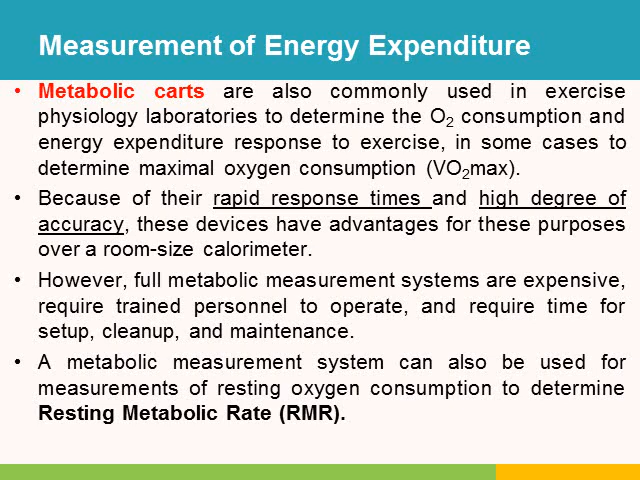 Measurement of Energy Expenditure
• Metabolic carts are also commonly used in exercise
physiology laboratories to determine the O₂ consumption and
energy expenditure response to exercise, in some cases to
determine maximal oxygen consumption (VO₂max).
• Because of their rapid response times and high degree of
accuracy, these devices have advantages for these purposes
over a room-size calorimeter.
• However, full metabolic measurement systems are expensive,
require trained personnel to operate, and require time for
setup, cleanup, and maintenance.
• A metabolic measurement system can also be used for
measurements of resting oxygen consumption to determine
Resting Metabolic Rate (RMR).